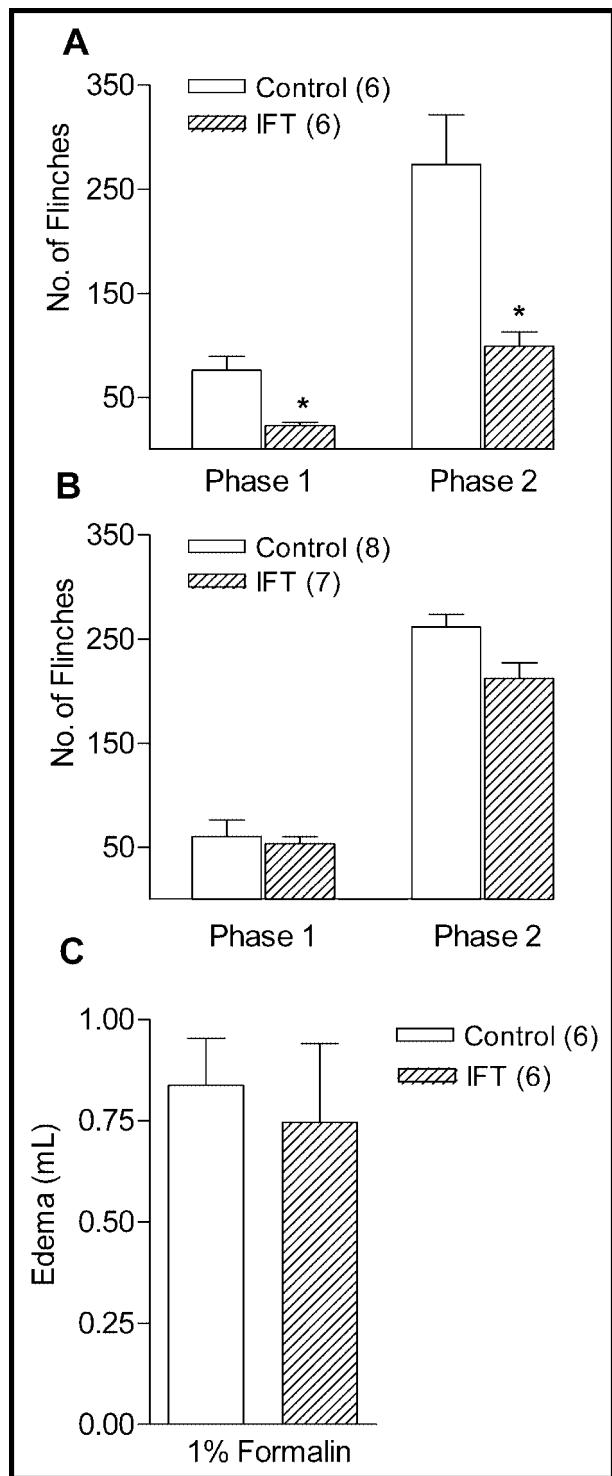 A
No. of Flinches
350
250
150
50
Control (6)
IFT (6)
*
*
Phase 1 Phase 2
B
No. of Flinches
350
250
150
50
Control (8)
IFT (7)
Phase 1 Phase 2
C
Edema (mL)
1.00
0.75
0.50
0.25
0.00
Control (6)
IFT (6)
1% Formalin